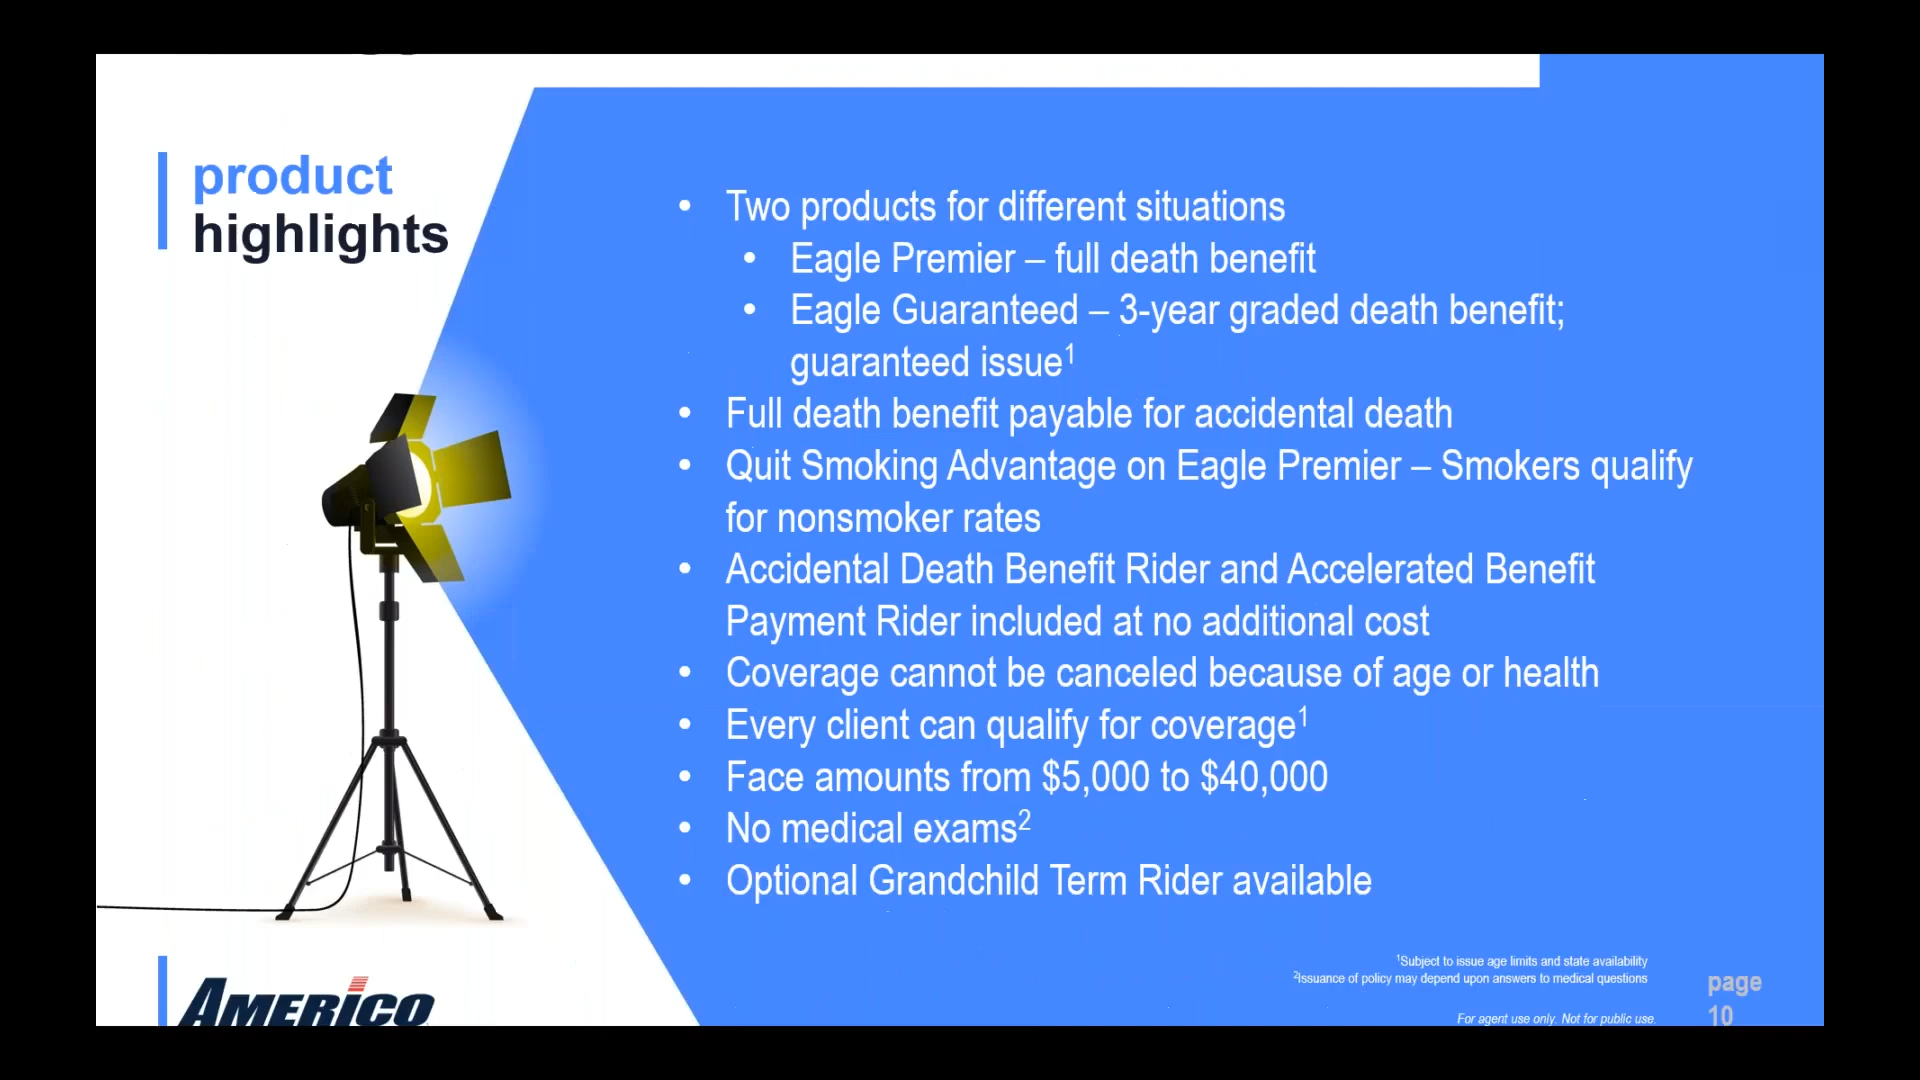 product
highlights
• Two products for different situations
• Eagle Premier – full death benefit
• Eagle Guaranteed – 3-year graded death benefit;
guaranteed issue¹
• Full death benefit payable for accidental death
• Quit Smoking Advantage on Eagle Premier – Smokers qualify
for nonsmoker rates
• Accidental Death Benefit Rider and Accelerated Benefit
Payment Rider included at no additional cost
• Coverage cannot be canceled because of age or health
• Every client can qualify for coverage¹
• Face amounts from $5,000 to $40,000
• No medical exams²
• Optional Grandchild Term Rider available
¹Subject to issue age limits and state availability
²Issuance of policy may depend upon answers to medical questions
For agent use only. Not for public use.
page
10
AMERICO